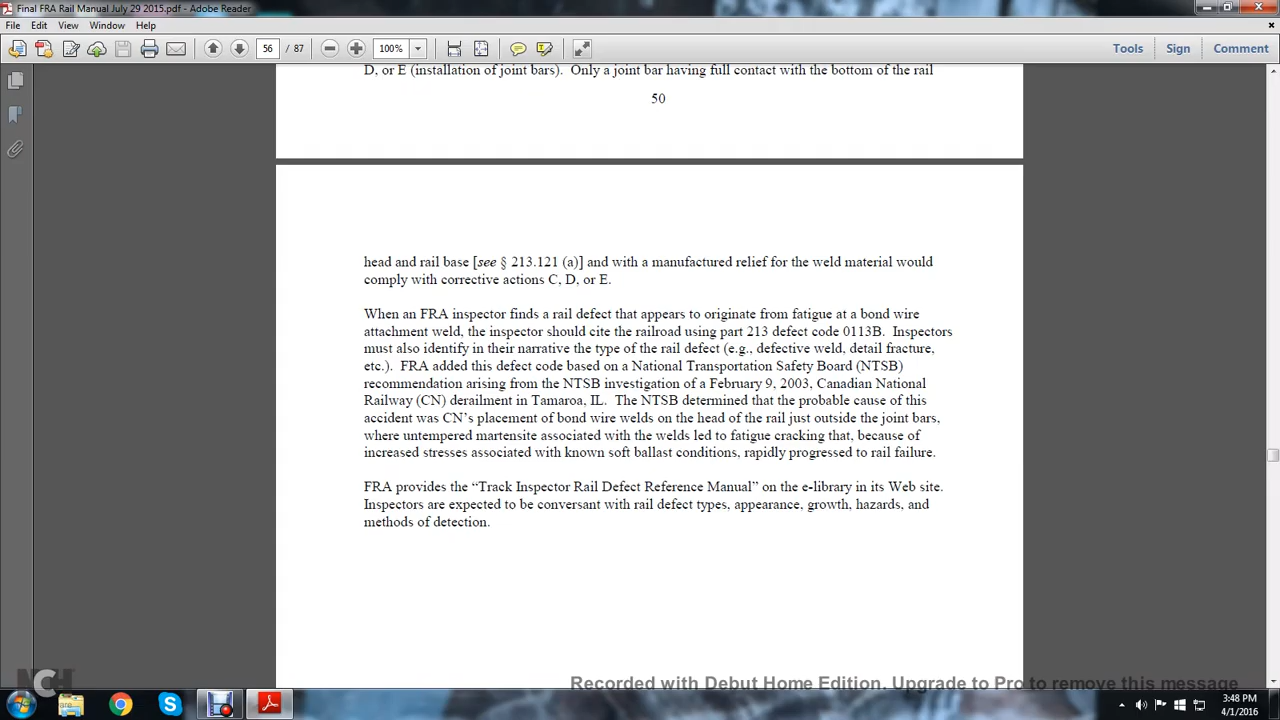 Final FRA Rail Manual July 29 2015.pdf - Adobe Reader
File Edit View Window Help
56 / 87 100% Tools Sign Comment
D, or E (installation of joint bars). Only a joint bar having full contact with the bottom of the rail
50
head and rail base [see § 213.121 (a)] and with a manufactured relief for the weld material would
comply with corrective actions C, D, or E.
When an FRA inspector finds a rail defect that appears to originate from fatigue at a bond wire
attachment weld, the inspector should cite the railroad using part 213 defect code 0113B. Inspectors
must also identify in their narrative the type of the rail defect (e.g., defective weld, detail fracture,
etc.). FRA added this defect code based on a National Transportation Safety Board (NTSB)
recommendation arising from the NTSB investigation of a February 9, 2003, Canadian National
Railway (CN) derailment in Tamaroa, IL. The NTSB determined that the probable cause of this
accident was CN's placement of bond wire welds on the head of the rail just outside the joint bars,
where untempered martensite associated with the welds led to fatigue cracking that, because of
increased stresses associated with known soft ballast conditions, rapidly progressed to rail failure.
FRA provides the “Track Inspector Rail Defect Reference Manual” on the e-library in its Web site.
Inspectors are expected to be conversant with rail defect types, appearance, growth, hazards, and
methods of detection.
NCH
Recorded with Debut Home Edition. Upgrade to Pro to remove this message
3:48 PM
4/1/2016